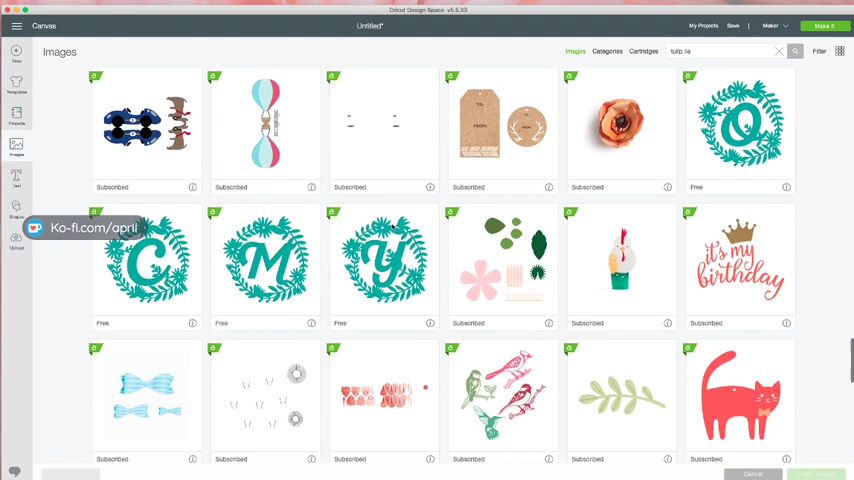 Cricut Design Space v5.5.33
Canvas
Untitled*
My Projects
Save
Maker
Make It
New
Templates
Projects
Images
Text
Shapes
Upload
Images
Images
Categories
Cartridges
tulip lia
Filter
Subscribed
Subscribed
Subscribed
TO:
FROM:
Subscribed
Subscribed
O
Free
Ko-fi.com/april
C
Free
M
Free
Y
Free
Subscribed
Subscribed
it's my
birthday
Subscribed
Subscribed
Subscribed
Subscribed
Subscribed
Subscribed
Subscribed
Cancel
Insert Images